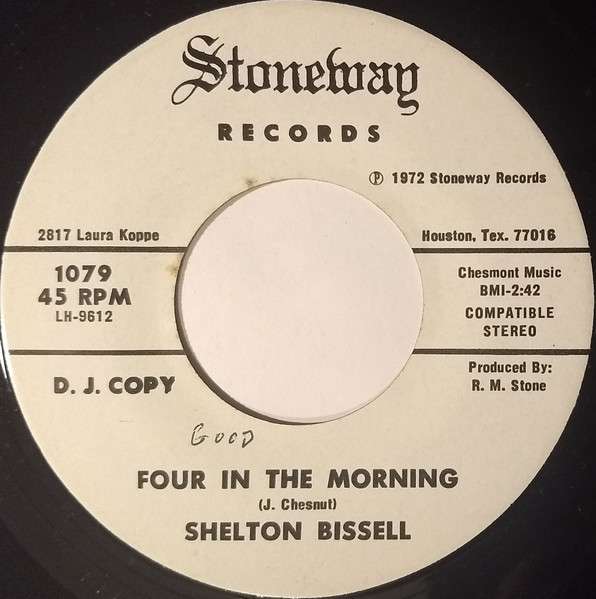 Stoneway
RECORDS
℗ 1972 Stoneway Records
2817 Laura Koppe
Houston, Tex. 77016
1079
45 RPM
LH-9612
Chesmont Music
BMI-2:42
COMPATIBLE
STEREO
D. J. COPY
Produced By:
R. M. Stone
GOOD
FOUR IN THE MORNING
(J. Chesnut)
SHELTON BISSELL